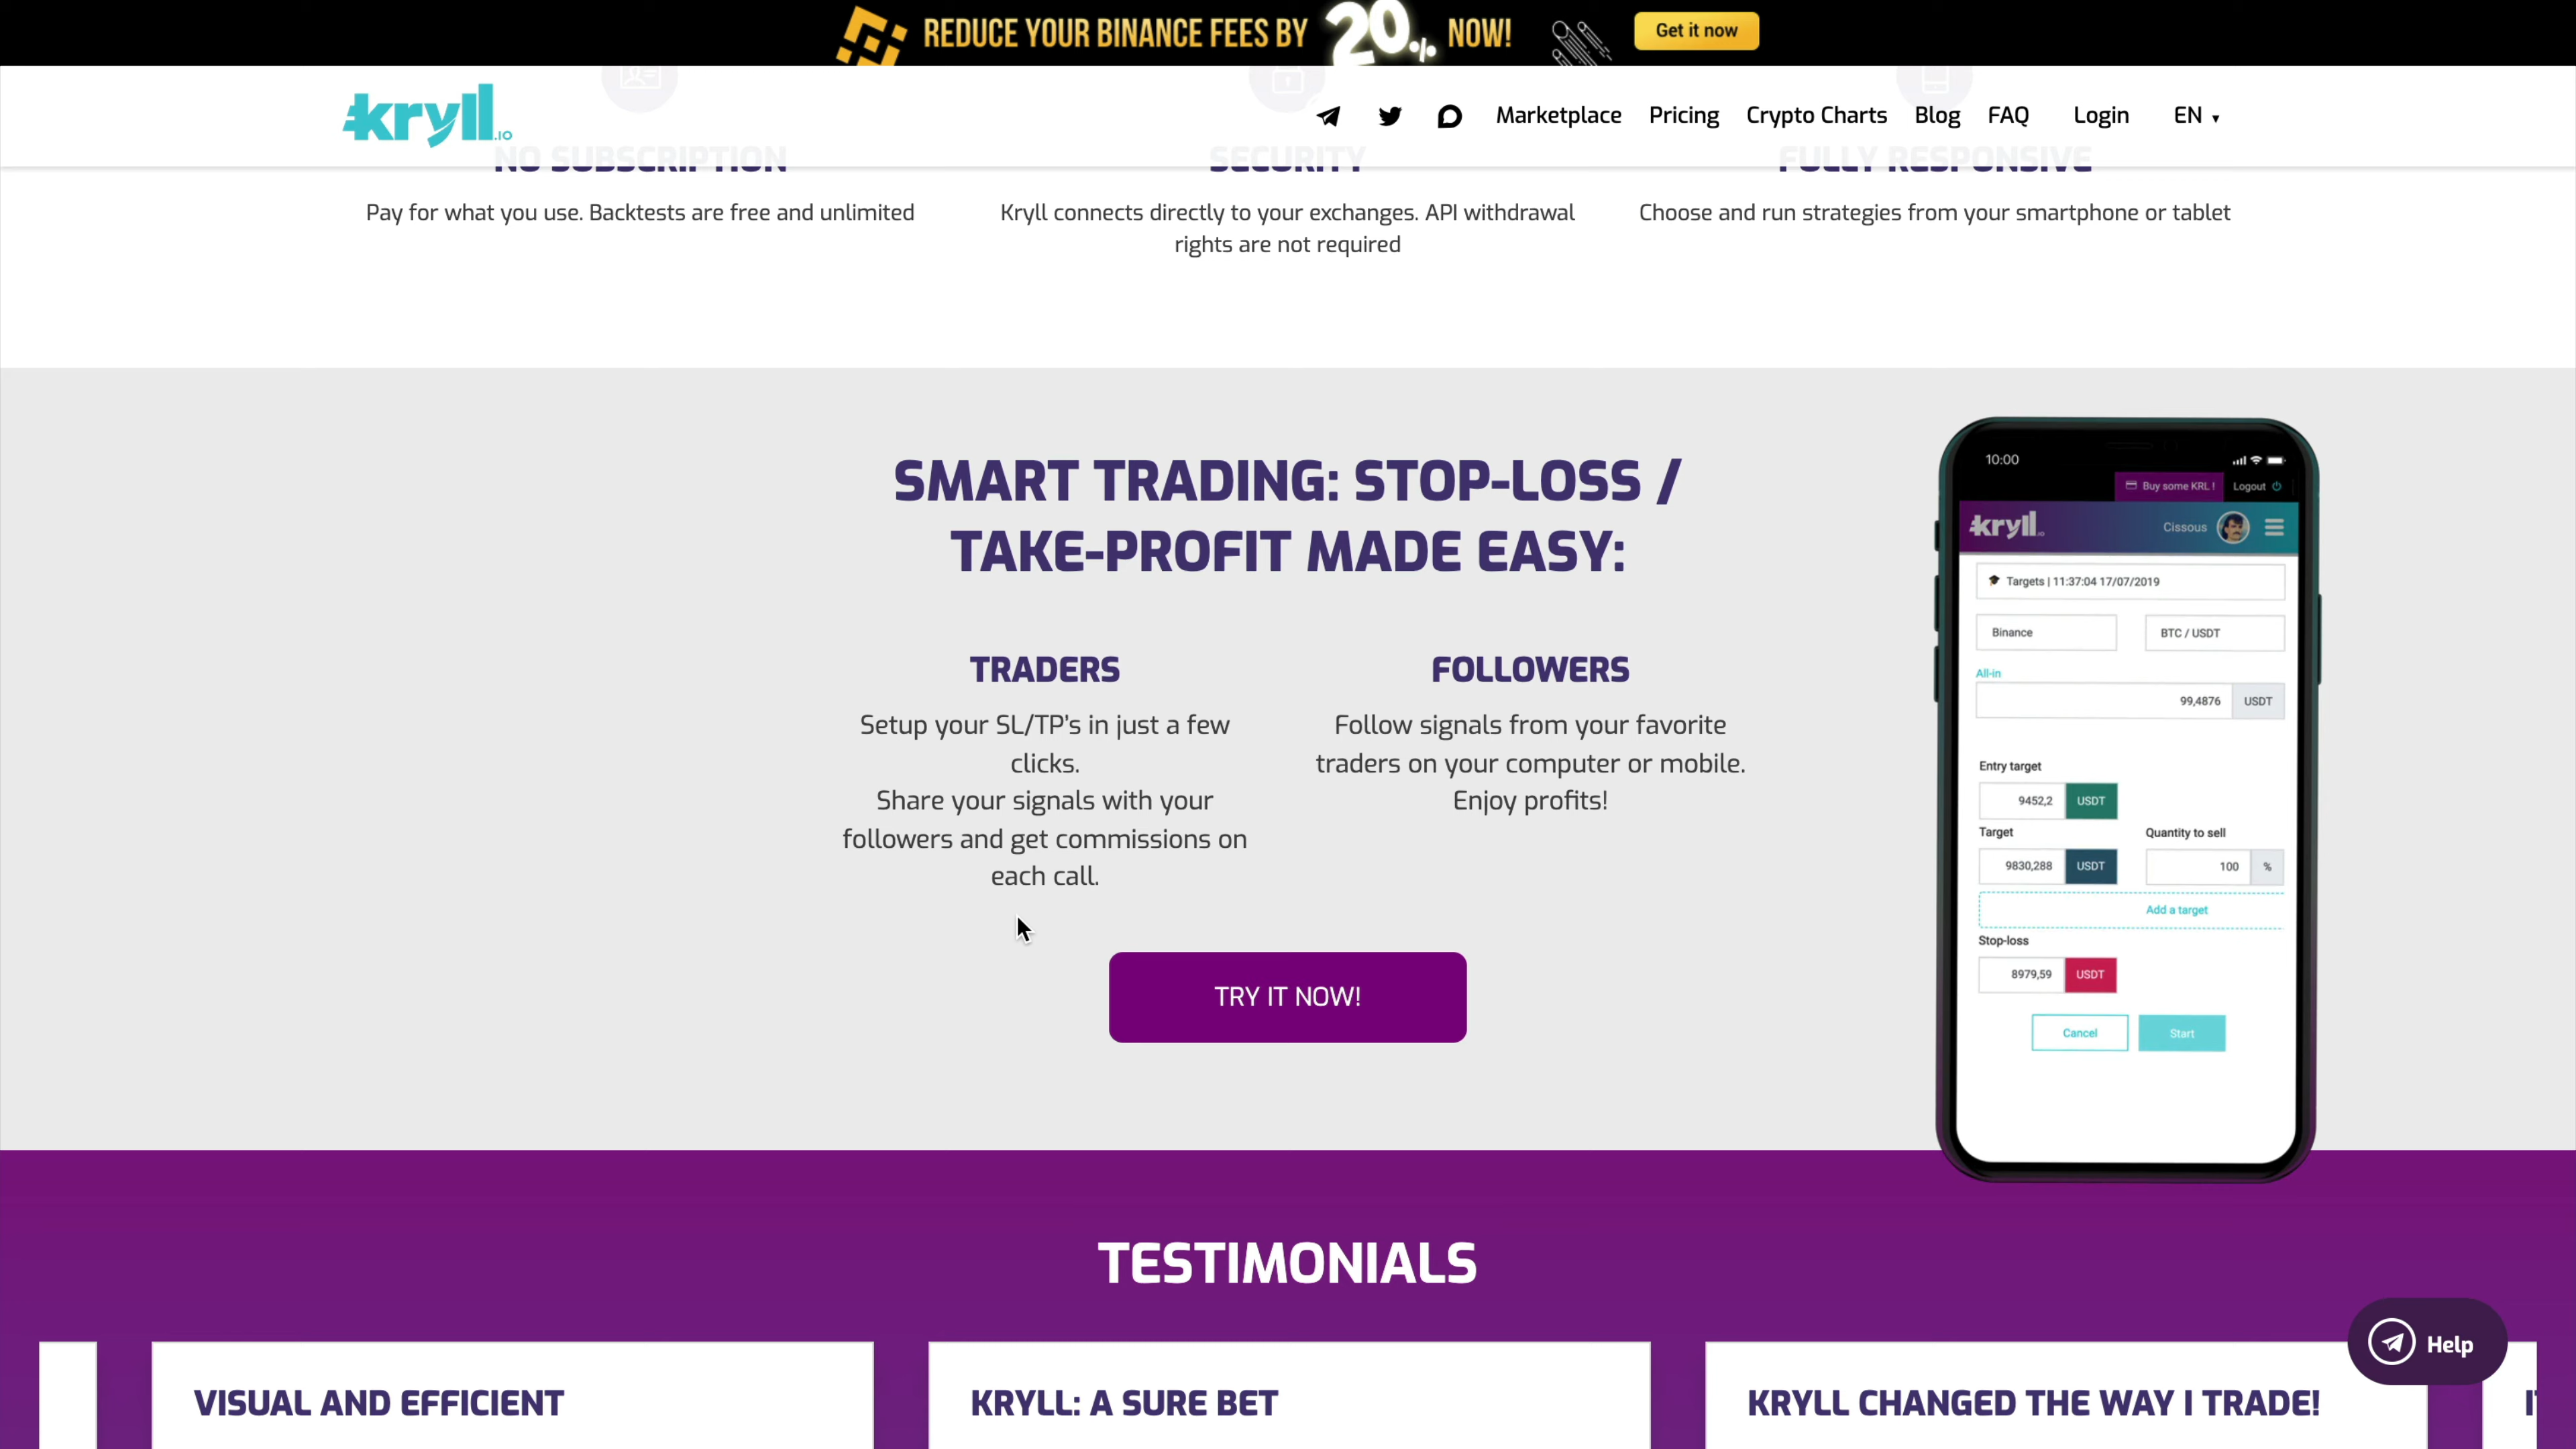 REDUCE YOUR BINANCE FEES BY 20% NOW!
Get it now
kryll.IO
Marketplace
Pricing
Crypto Charts
Blog
FAQ
Login
EN
NO SUBSCRIPTION
Pay for what you use. Backtests are free and unlimited
SECURITY
Kryll connects directly to your exchanges. API withdrawal
rights are not required
FULLY RESPONSIVE
Choose and run strategies from your smartphone or tablet
SMART TRADING: STOP-LOSS /
TAKE-PROFIT MADE EASY:
TRADERS
Setup your SL/TP's in just a few
clicks.
Share your signals with your
followers and get commissions on
each call.
FOLLOWERS
Follow signals from your favorite
traders on your computer or mobile.
Enjoy profits!
TRY IT NOW!
10:00
Buy some KRL !
Logout
kryll
Cissous
Targets | 11:37:04 17/07/2019
Binance
BTC / USDT
All-in
99,4876 USDT
Entry target
9452,2 USDT
Target
Quantity to sell
9830,288 USDT
100 %
Add a target
Stop-loss
8979,59 USDT
Cancel
Start
TESTIMONIALS
VISUAL AND EFFICIENT
KRYLL: A SURE BET
KRYLL CHANGED THE WAY I TRADE!
Help